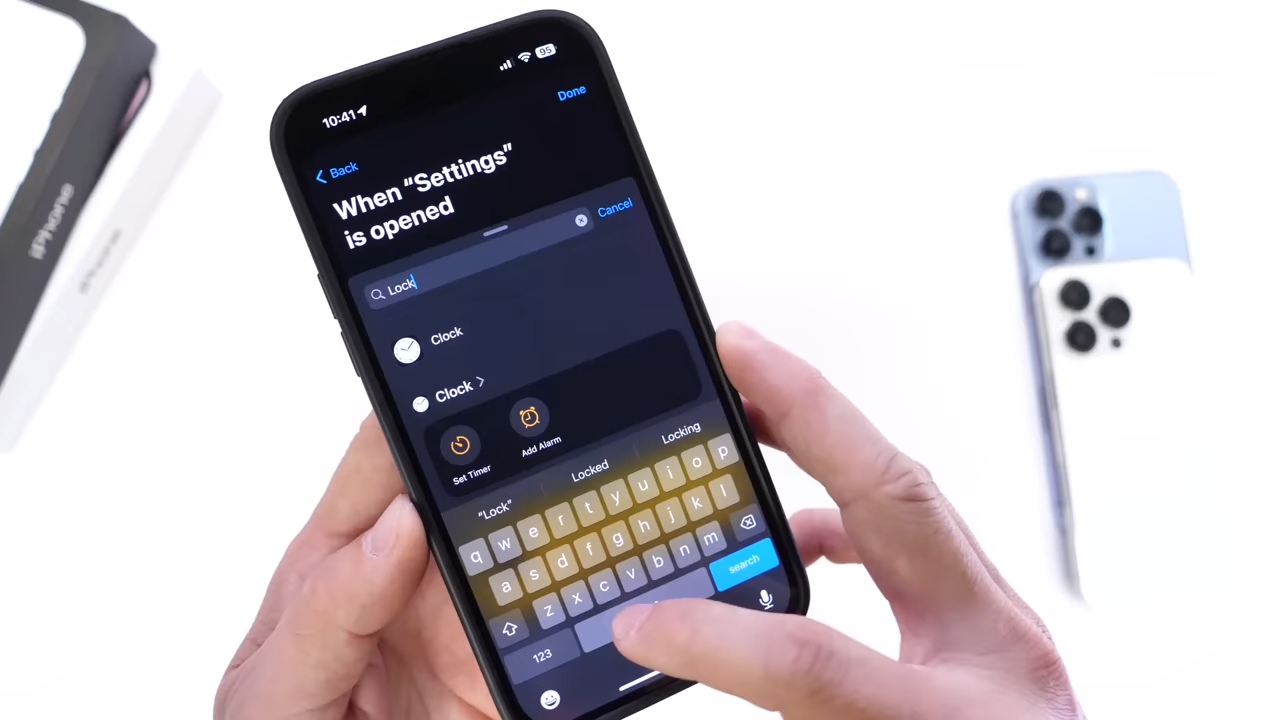 iPhone
iPhone
10:41
95
Done
Back
When “Settings”
is opened
Lock
Cancel
Clock
Clock
Set Timer
Add Alarm
“Lock”
Locked
Locking
q w e r t y u i o p
a s d f g h j k l
z x c v b n m
123
search